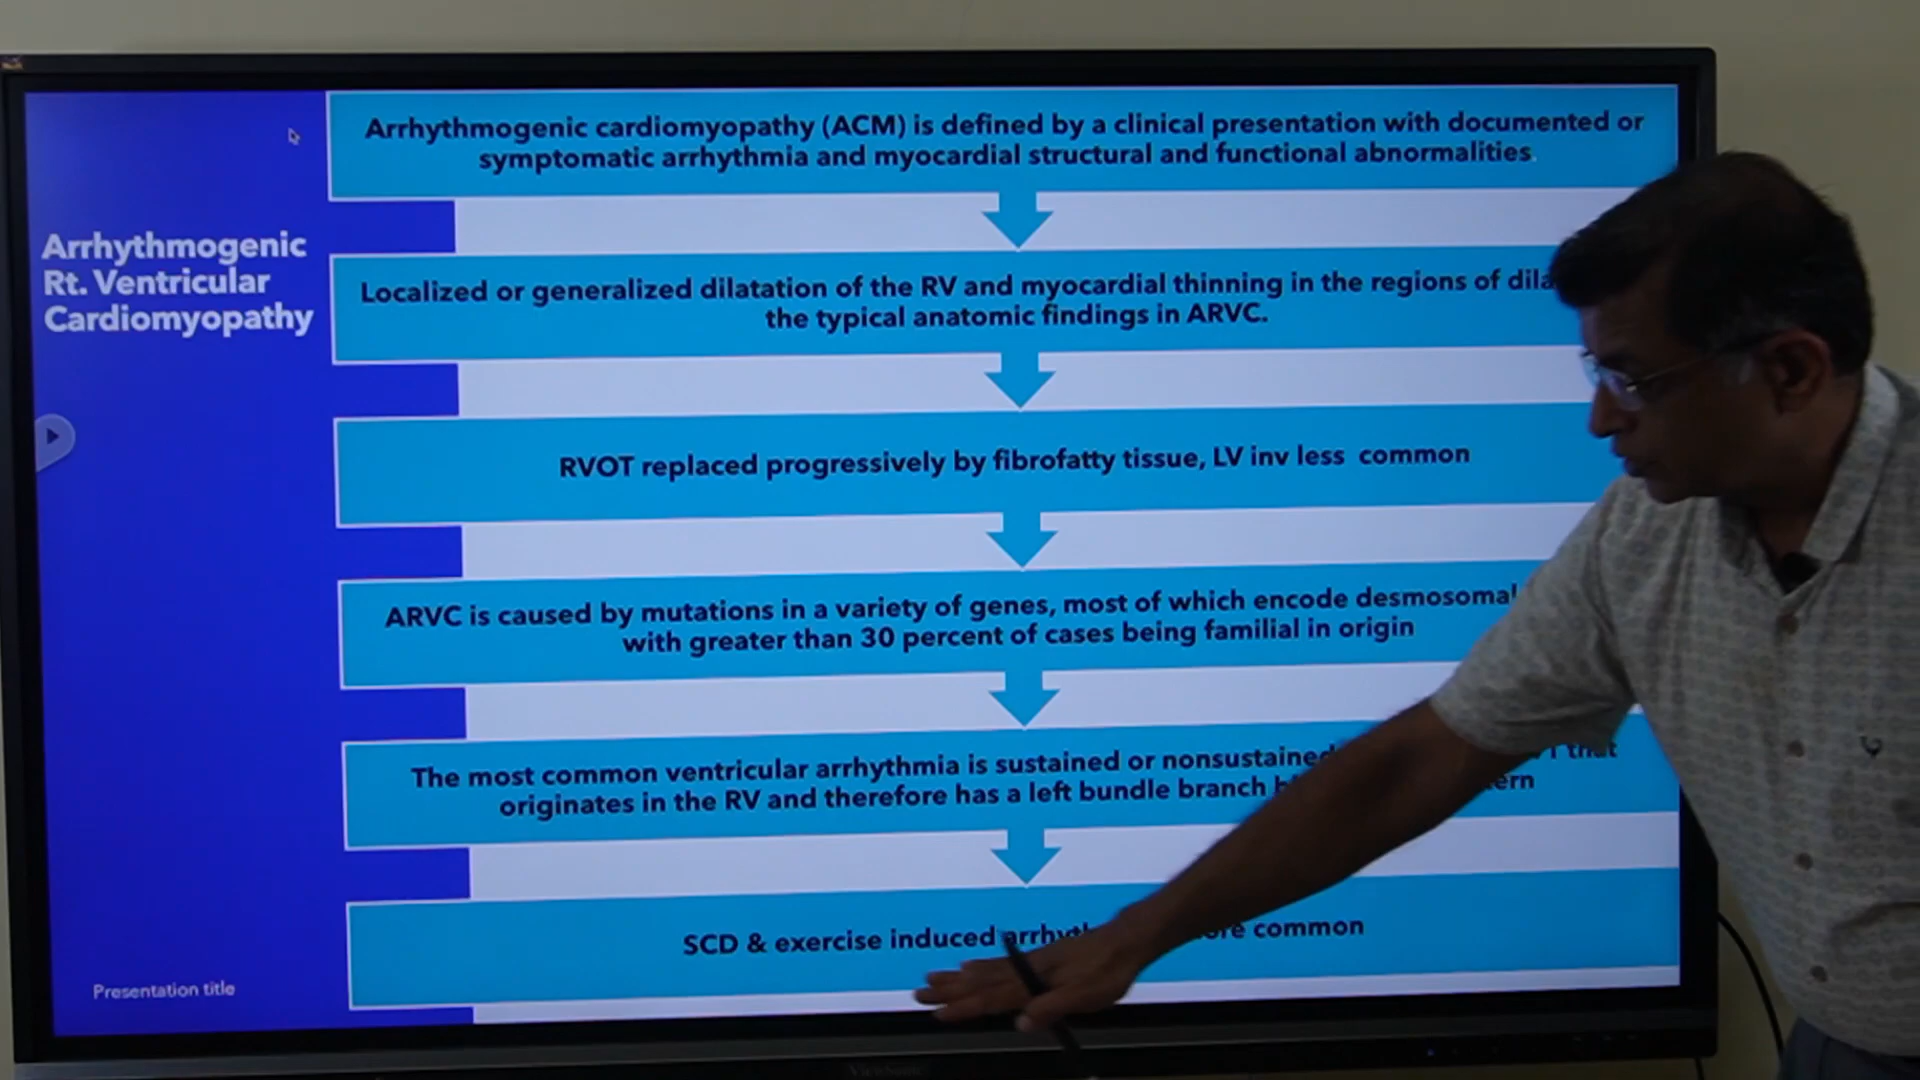 Arrhythmogenic
Rt. Ventricular
Cardiomyopathy
Arrhythmogenic cardiomyopathy (ACM) is defined by a clinical presentation with documented or
symptomatic arrhythmia and myocardial structural and functional abnormalities.
Localized or generalized dilatation of the RV and myocardial thinning in the regions of
the typical anatomic findings in ARVC.
RVOT replaced progressively by fibrofatty tissue, LV inv less common
ARVC is caused by mutations in a variety of genes, most of which encode desmosomal
with greater than 30 percent of cases being familial in origin
The most common ventricular arrhythmia is sustained or nonsustained that
originates in the RV and therefore has a left bundle branch
SCD & exercise induced common
Presentation title
ViewSonic